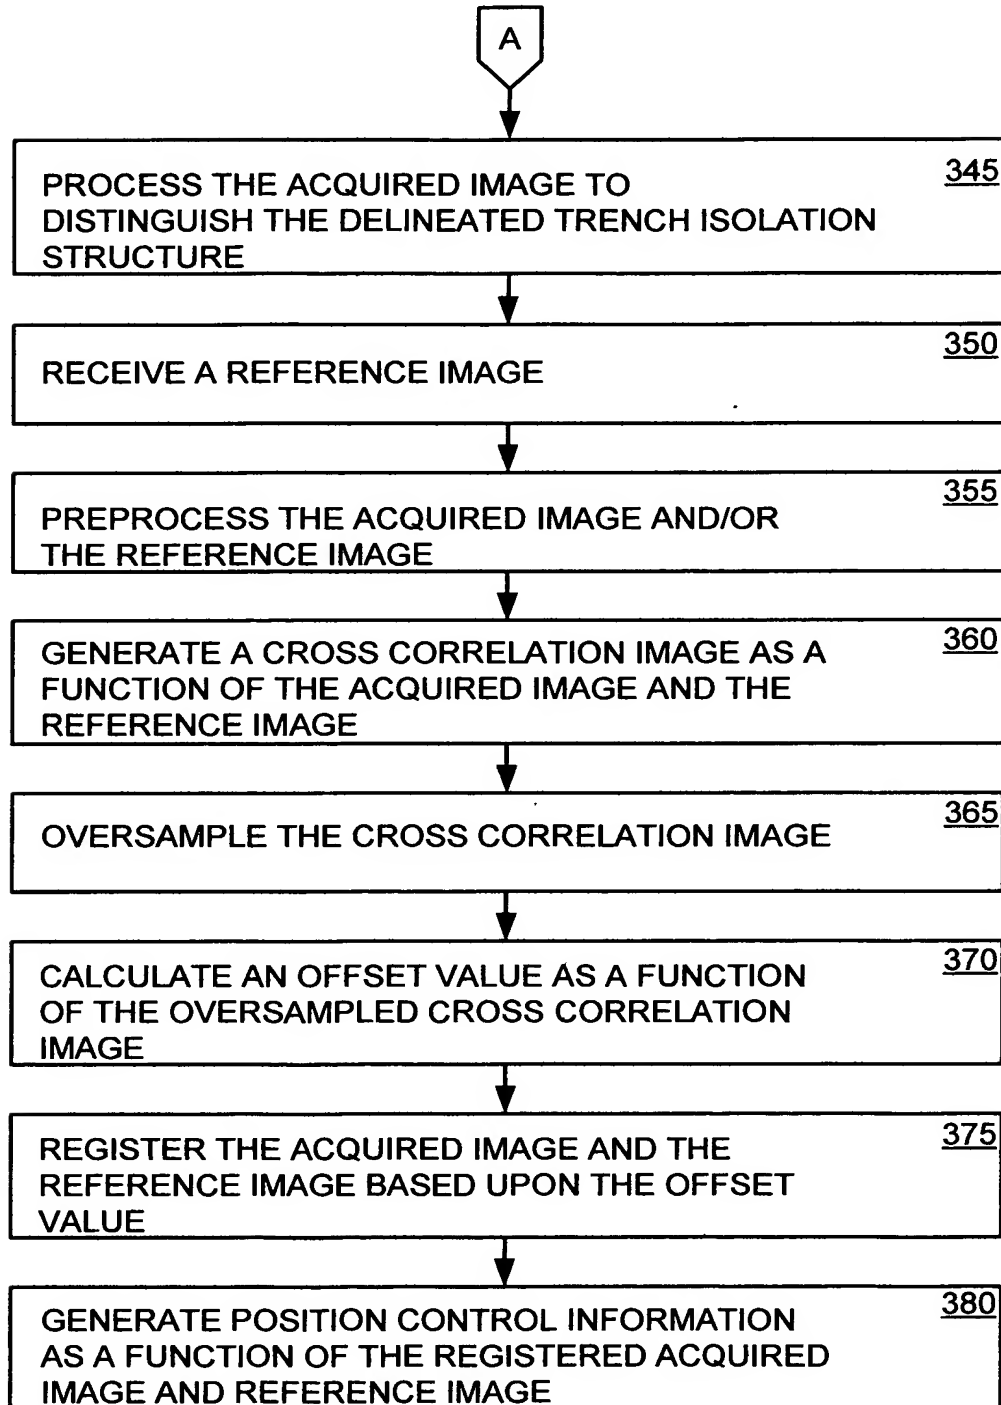 A
345
PROCESS THE ACQUIRED IMAGE TO
DISTINGUISH THE DELINEATED TRENCH ISOLATION
STRUCTURE
350
RECEIVE A REFERENCE IMAGE
355
PREPROCESS THE ACQUIRED IMAGE AND/OR
THE REFERENCE IMAGE
360
GENERATE A CROSS CORRELATION IMAGE AS A
FUNCTION OF THE ACQUIRED IMAGE AND THE
REFERENCE IMAGE
365
OVERSAMPLE THE CROSS CORRELATION IMAGE
370
CALCULATE AN OFFSET VALUE AS A FUNCTION
OF THE OVERSAMPLED CROSS CORRELATION
IMAGE
375
REGISTER THE ACQUIRED IMAGE AND THE
REFERENCE IMAGE BASED UPON THE OFFSET
VALUE
380
GENERATE POSITION CONTROL INFORMATION
AS A FUNCTION OF THE REGISTERED ACQUIRED
IMAGE AND REFERENCE IMAGE